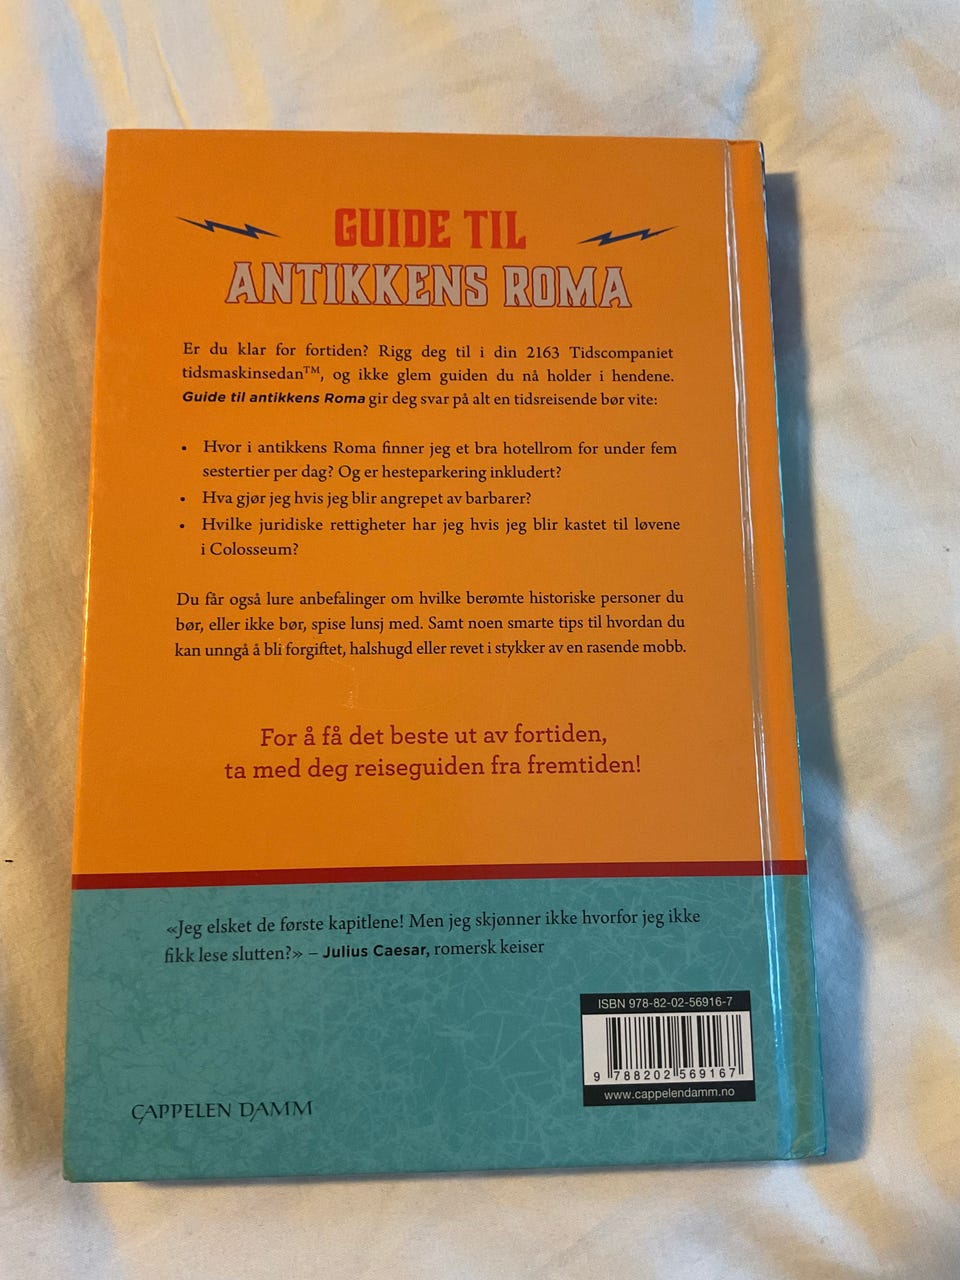 GUIDE TIL
ANTIKKENS ROMA
Er du klar for fortiden? Rigg deg til i din 2163 Tidscompaniet
tidsmaskinsedan™, og ikke glem guiden du nå holder i hendene.
Guide til antikkens Roma gir deg svar på alt en tidsreisende bør vite:
• Hvor i antikkens Roma finner jeg et bra hotellrom for under fem
sestertier per dag? Og er hesteparkering inkludert?
• Hva gjør jeg hvis jeg blir angrepet av barbarer?
• Hvilke juridiske rettigheter har jeg hvis jeg blir kastet til løvene
i Colosseum?
Du får også lure anbefalinger om hvilke berømte historiske personer du
bør, eller ikke bør, spise lunsj med. Samt noen smarte tips til hvordan du
kan unngå å bli forgiftet, halshugd eller revet i stykker av en rasende mobb.
For å få det beste ut av fortiden,
ta med deg reiseguiden fra fremtiden!
«Jeg elsket de første kapitlene! Men jeg skjønner ikke hvorfor jeg ikke
fikk lese slutten?» – Julius Caesar, romersk keiser
ISBN 978-82-02-56916-7
9 788202 569167
www.cappelendamm.no
CAPPELEN DAMM